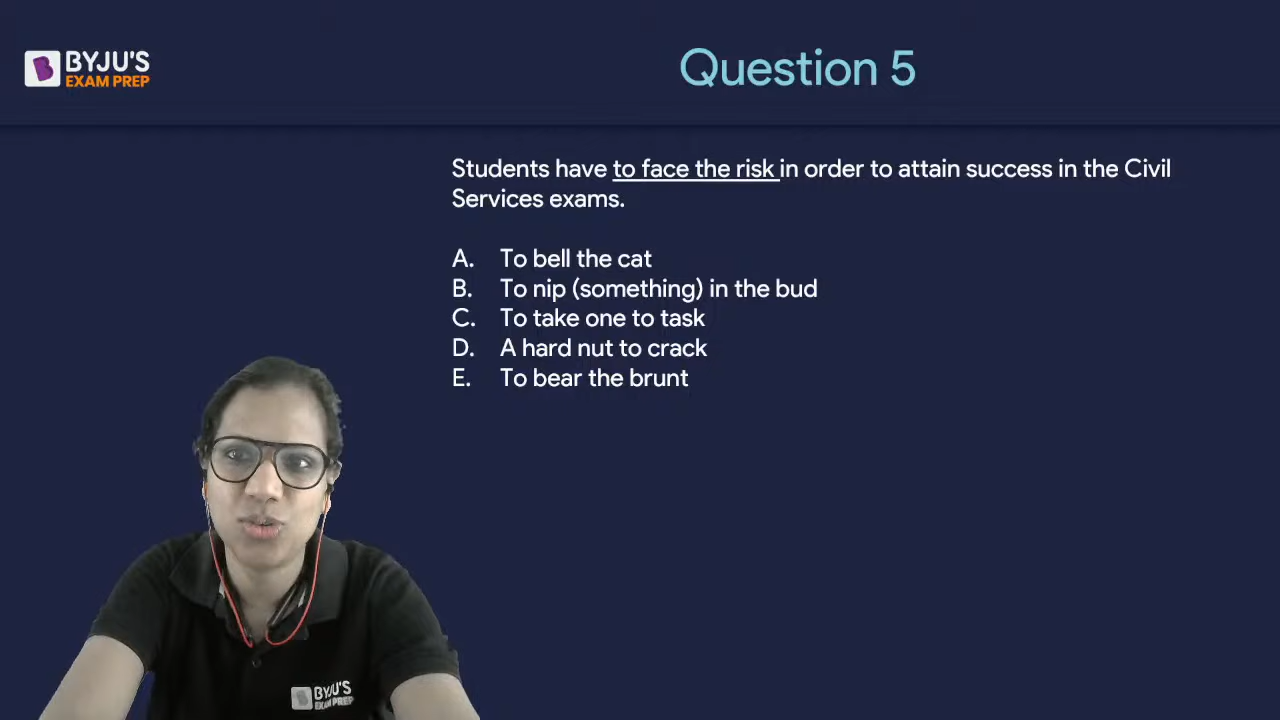 BYJU'S
EXAM PREP
Question 5
Students have to face the risk in order to attain success in the Civil
Services exams.
A. To bell the cat
B. To nip (something) in the bud
C. To take one to task
D. A hard nut to crack
E. To bear the brunt
BYJU'S
EXAM PREP